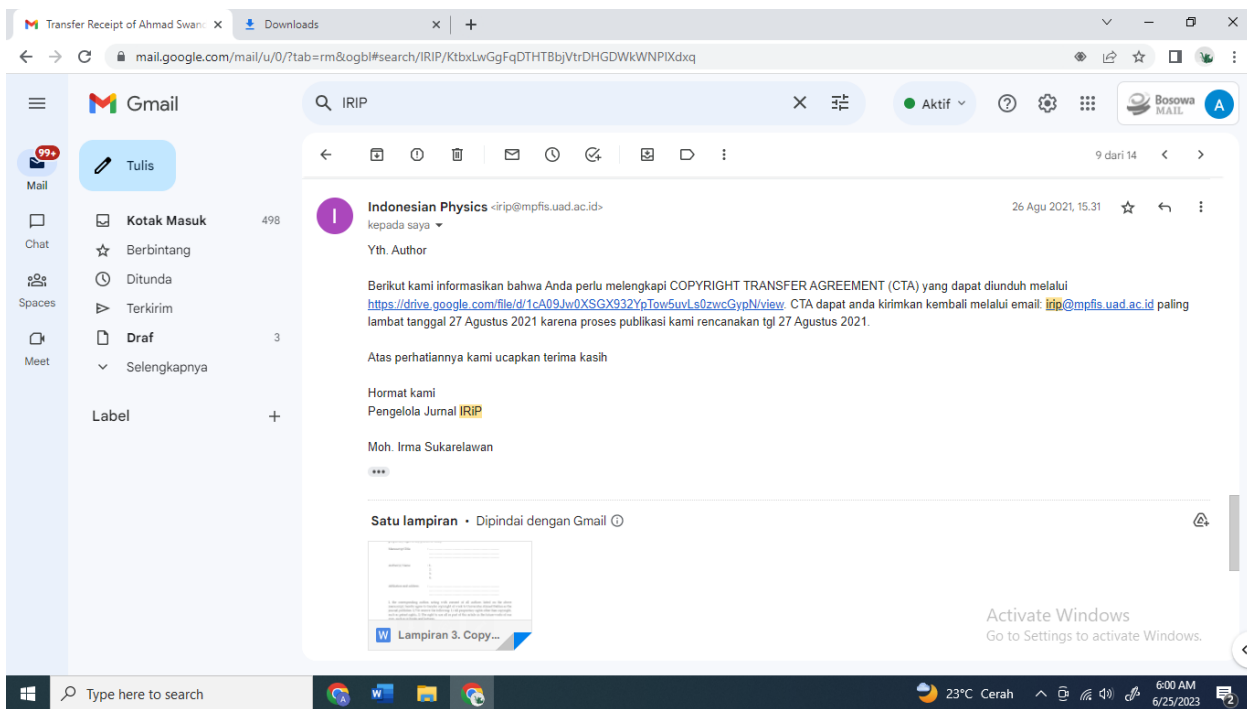 Transfer Receipt of Ahmad Swand
Downloads
mail.google.com/mail/u/0/?tab=rm&ogbl#search/IRIP/KtbxLwGgFqDTHTBbjVtrDHGDWkWNPlXdxq
Gmail
IRIP
Aktif
Bosowa
MAIL
A
99+
Mail
Chat
Spaces
Meet
Tulis
Kotak Masuk 498
Berbintang
Ditunda
Terkirim
Draf 3
Selengkapnya
Label
9 dari 14
I
Indonesian Physics <irip@mpfis.uad.ac.id>
26 Agu 2021, 15.31
kepada saya
Yth. Author
Berikut kami informasikan bahwa Anda perlu melengkapi COPYRIGHT TRANSFER AGREEMENT (CTA) yang dapat diunduh melalui
https://drive.google.com/file/d/1cA09Jw0XSGX932YpTow5uvLs0zwcGypN/view. CTA dapat anda kirimkan kembali melalui email: irip@mpfis.uad.ac.id paling
lambat tanggal 27 Agustus 2021 karena proses publikasi kami rencanakan tgl 27 Agustus 2021.
Atas perhatiannya kami ucapkan terima kasih
Hormat kami
Pengelola Jurnal IRiP
Moh. Irma Sukarelawan
Satu lampiran • Dipindai dengan Gmail
W Lampiran 3. Copy...
Activate Windows
Go to Settings to activate Windows.
Type here to search
23°C Cerah
6:00 AM
6/25/2023
2